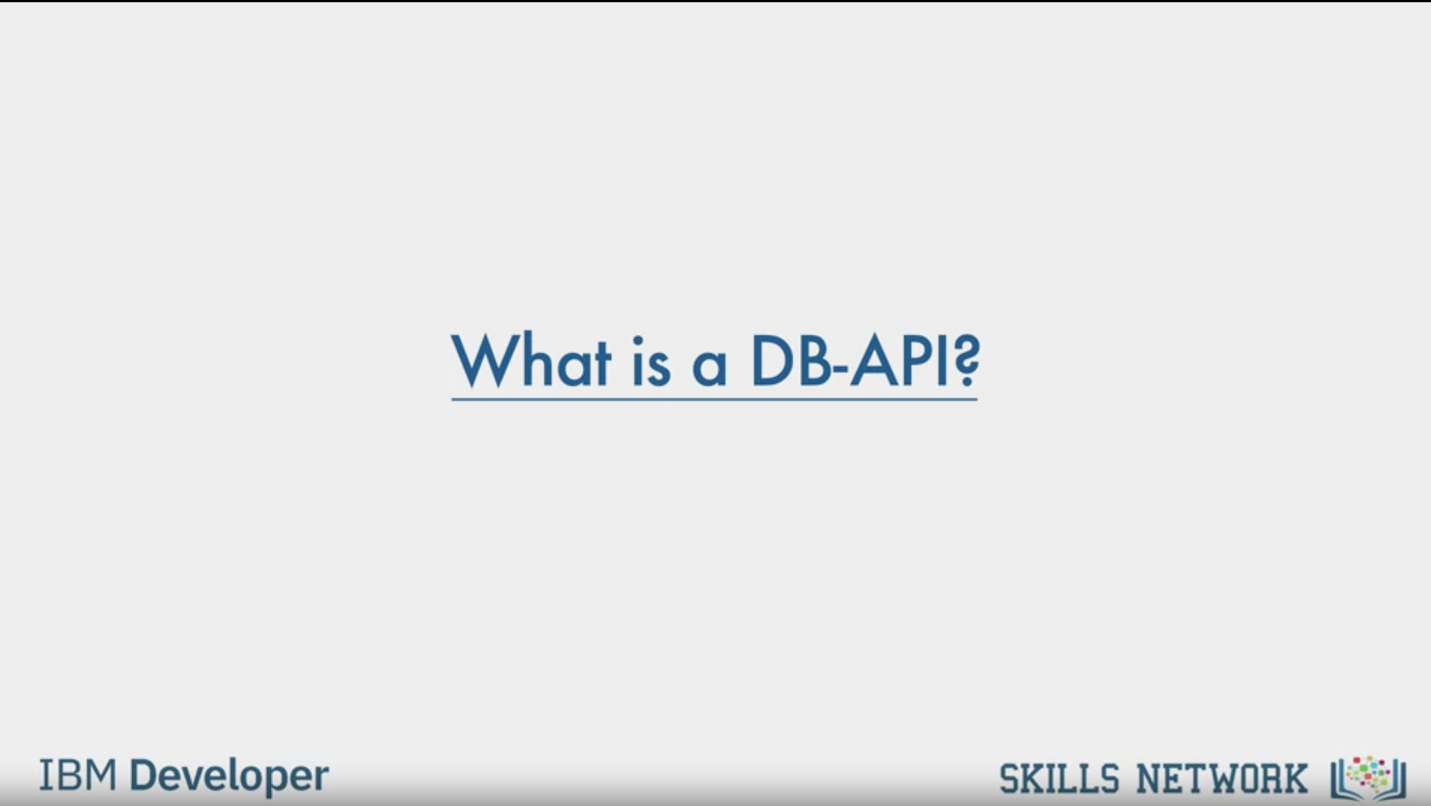 What is a DB-API?
IBM Developer
SKILLS NETWORK